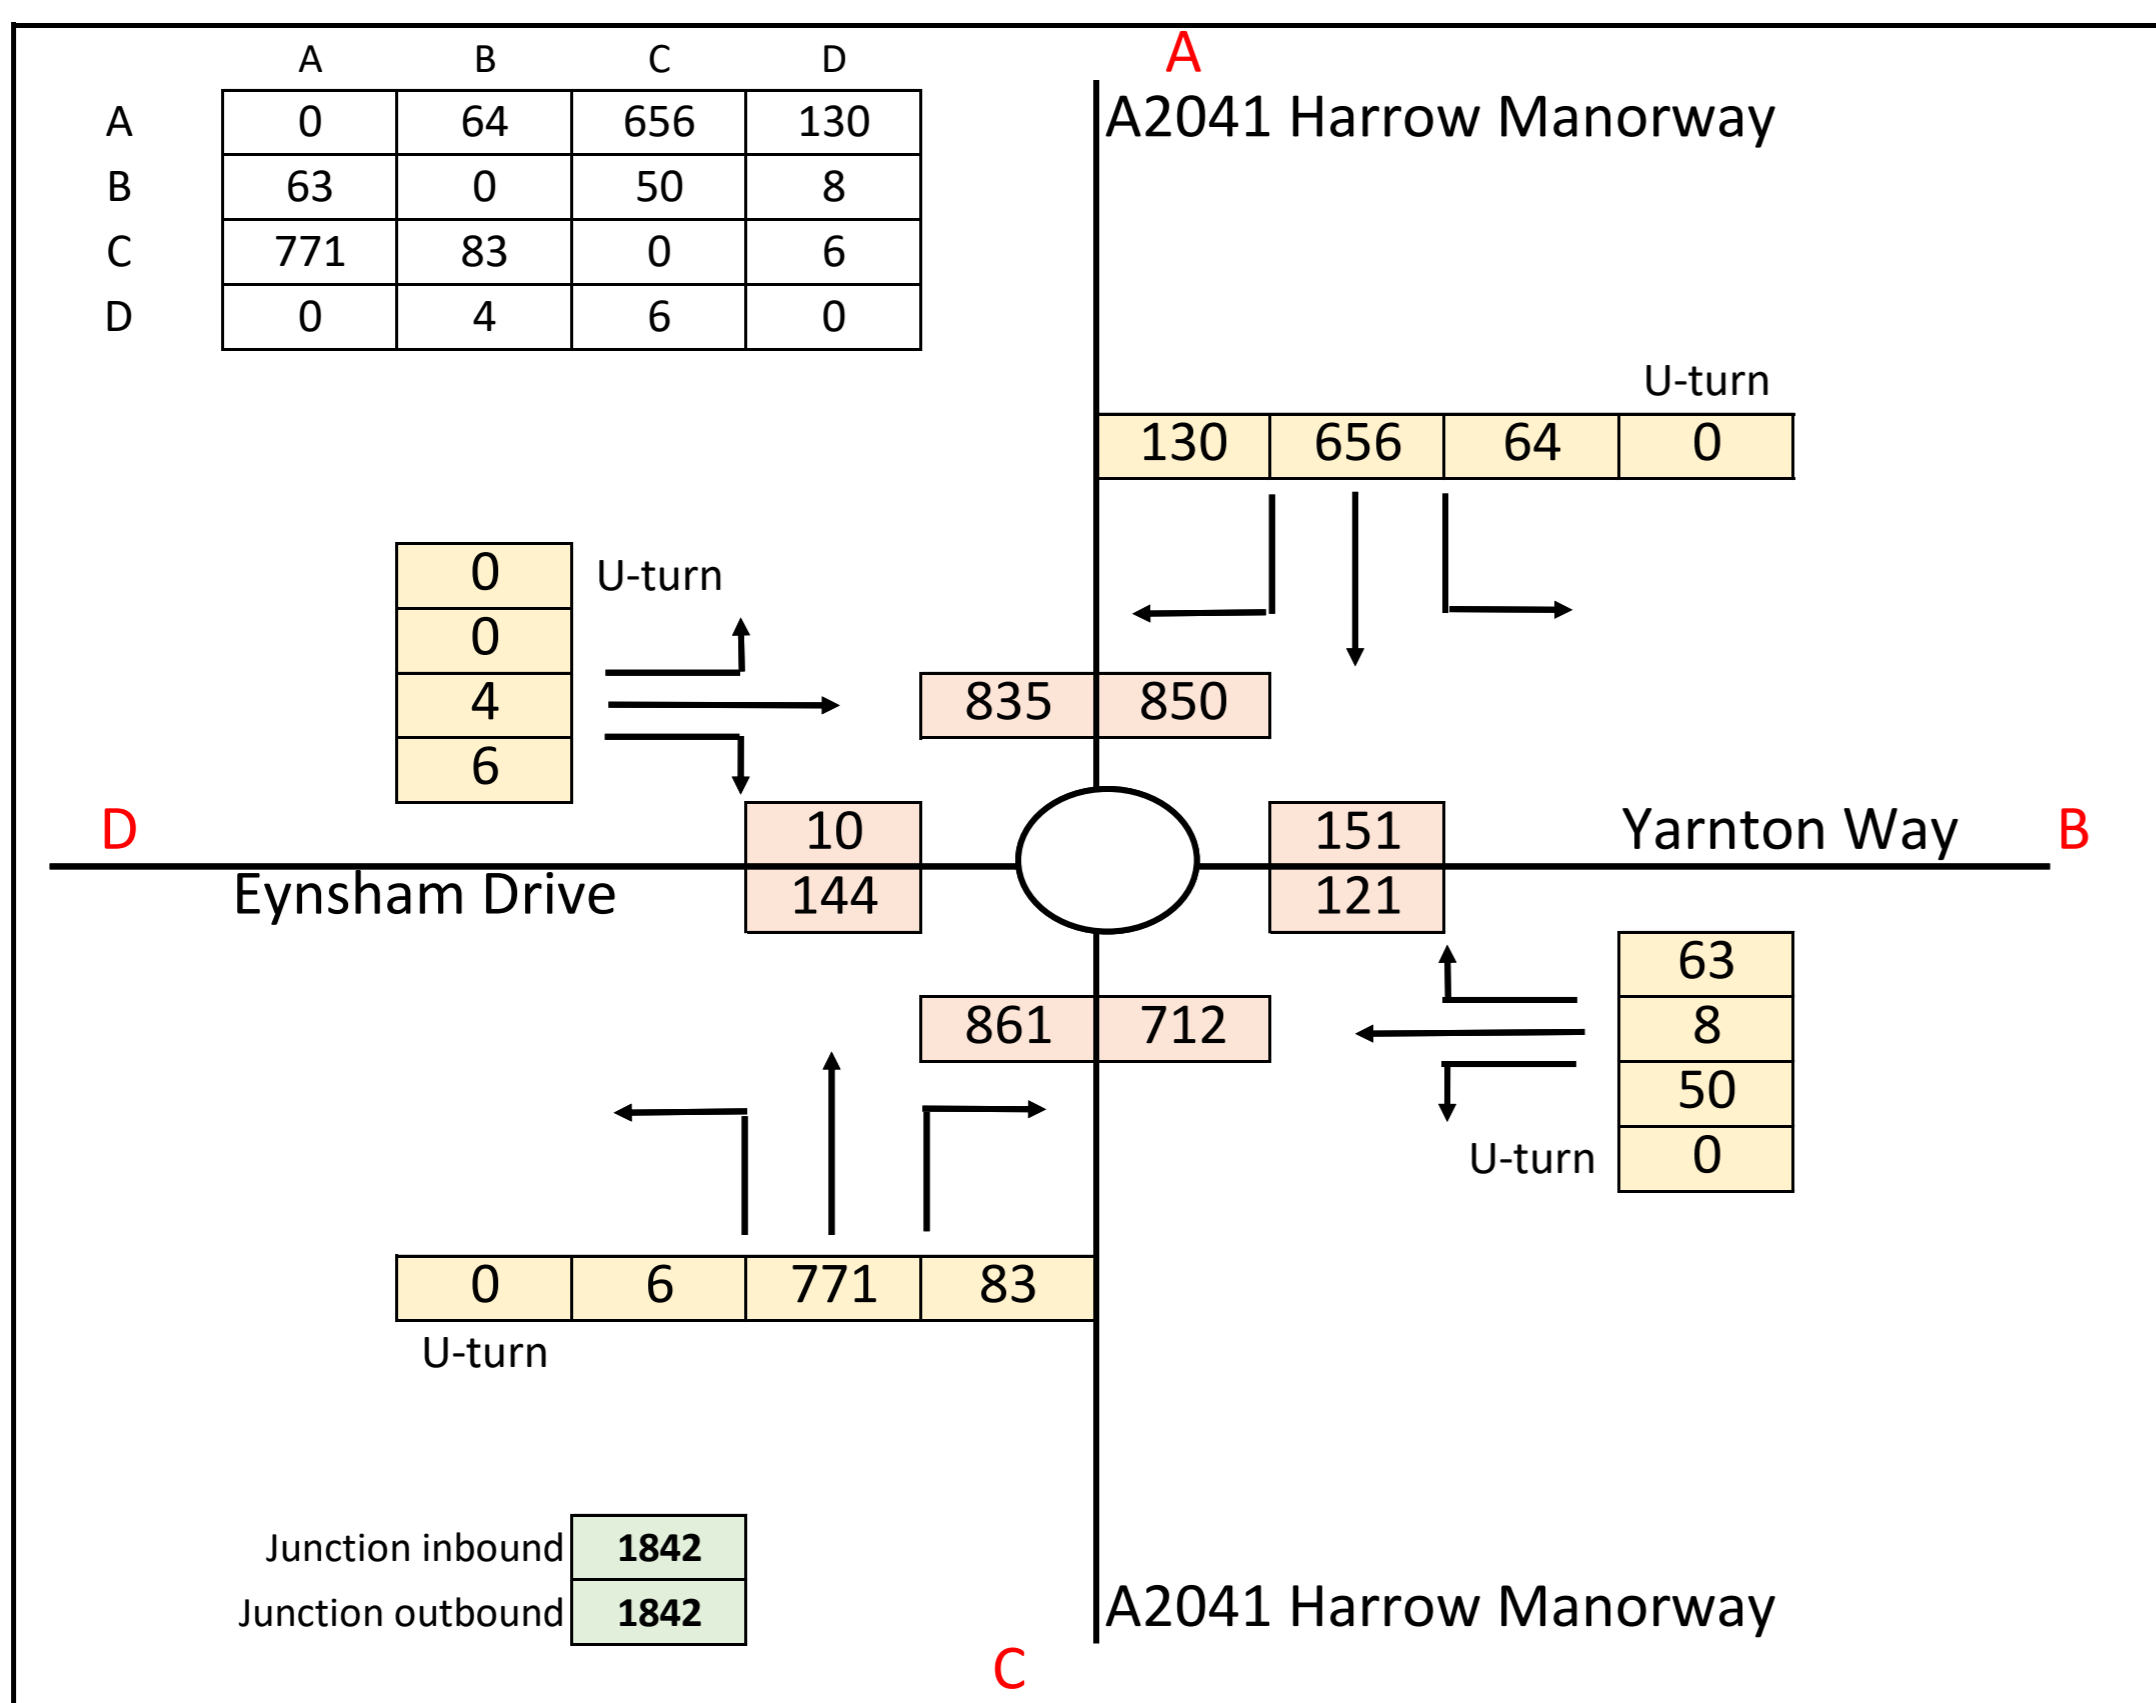 A B C D
A 0 64 656 130
B 63 0 50 8
C 771 83 0 6
D 0 4 6 0
A
A2041 Harrow Manorway
U-turn
130 656 64 0
0 U-turn
0
4
6
835 850
D
10
144
Eynsham Drive
151
121
Yarnton Way
B
861 712
63
8
50
0
U-turn
0 6 771 83
U-turn
Junction inbound 1842
Junction outbound 1842
A2041 Harrow Manorway
C